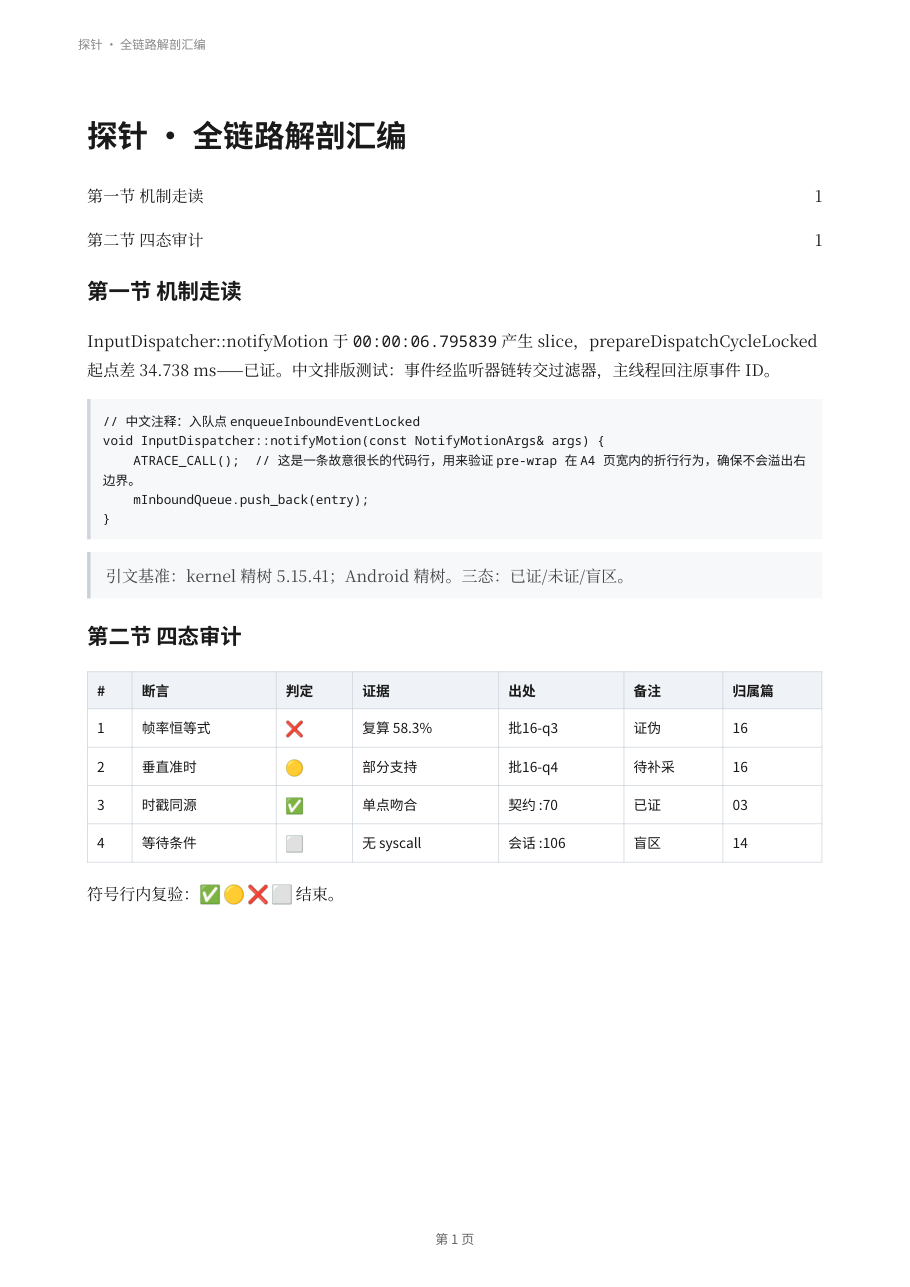 探针 · 全链路解剖汇编
探针 · 全链路解剖汇编
第一节 机制走读 1
第二节 四态审计 1
第一节 机制走读
InputDispatcher::notifyMotion 于 00:00:06.795839 产生 slice，prepareDispatchCycleLocked
起点差 34.738 ms——已证。中文排版测试：事件经监听器链转交过滤器，主线程回注原事件 ID。
// 中文注释：入队点 enqueueInboundEventLocked
void InputDispatcher::notifyMotion(const NotifyMotionArgs& args) {
    ATRACE_CALL();  // 这是一条故意很长的代码行，用来验证 pre-wrap 在 A4 页宽内的折行行为，确保不会溢出右
边界。
    mInboundQueue.push_back(entry);
}
引文基准：kernel 精树 5.15.41；Android 精树。三态：已证/未证/盲区。
第二节 四态审计
# 断言 判定 证据 出处 备注 归属篇
1 帧率恒等式 ❌ 复算 58.3% 批16-q3 证伪 16
2 垂直准时 🟡 部分支持 批16-q4 待补采 16
3 时戳同源 ✅ 单点吻合 契约 :70 已证 03
4 等待条件 ⬜ 无 syscall 会话 :106 盲区 14
符号行内复验：✅🟡❌⬜ 结束。
第 1 页